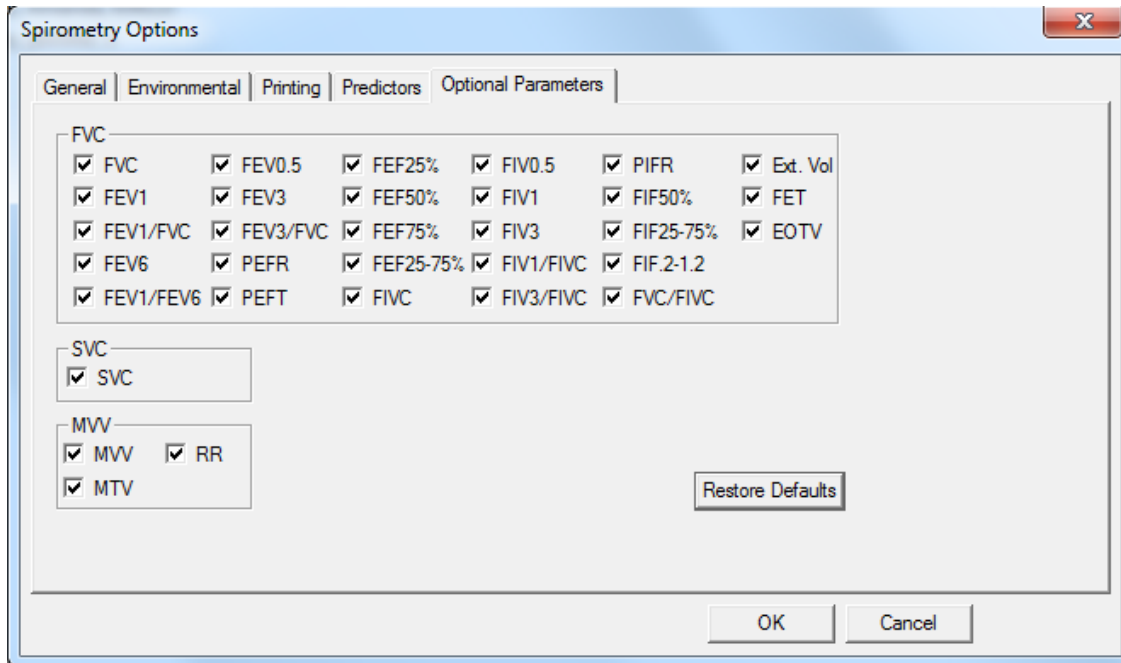 Spirometry Options
General Environmental Printing Predictors Optional Parameters
FVC
FVC FEV0.5 FEF25% FIV0.5 PIFR Ext. Vol
FEV1 FEV3 FEF50% FIV1 FIF50% FET
FEV1/FVC FEV3/FVC FEF75% FIV3 FIF25-75% EOTV
FEV6 PEFR FEF25-75% FIV1/FIVC FIF.2-1.2
FEV1/FEV6 PEFT FIVC FIV3/FIVC FVC/FIVC
SVC
SVC
MVV
MVV RR
MTV
Restore Defaults
OK Cancel